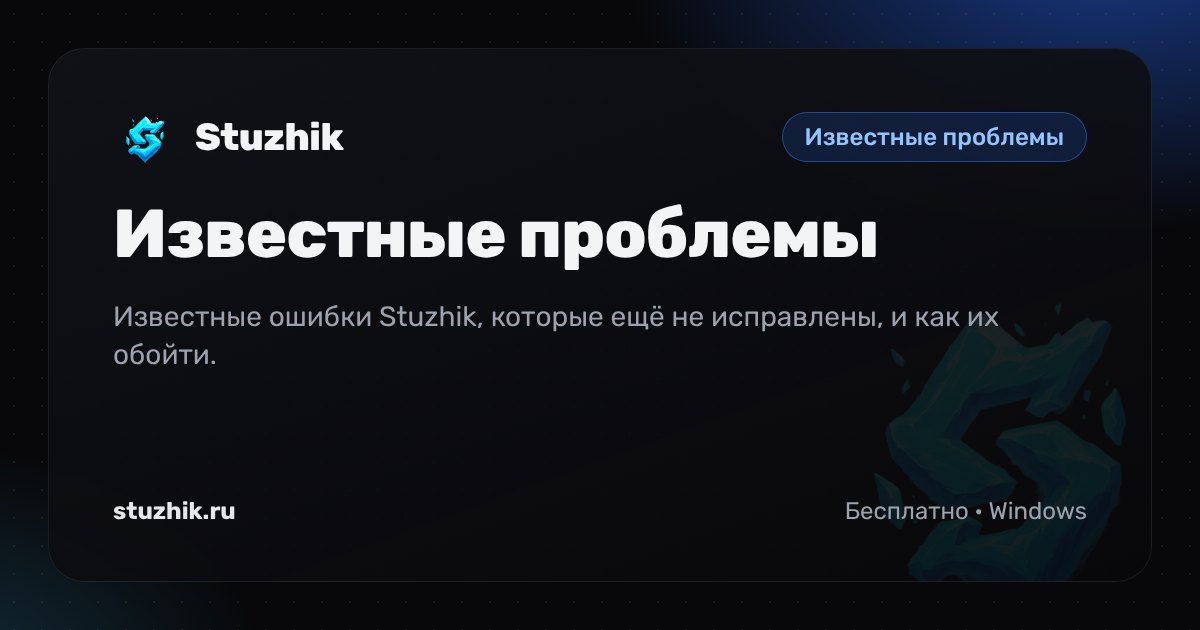 Stuzhik
Известные проблемы
Известные проблемы
Известные ошибки Stuzhik, которые ещё не исправлены, и как их
обойти.
stuzhik.ru
Бесплатно • Windows